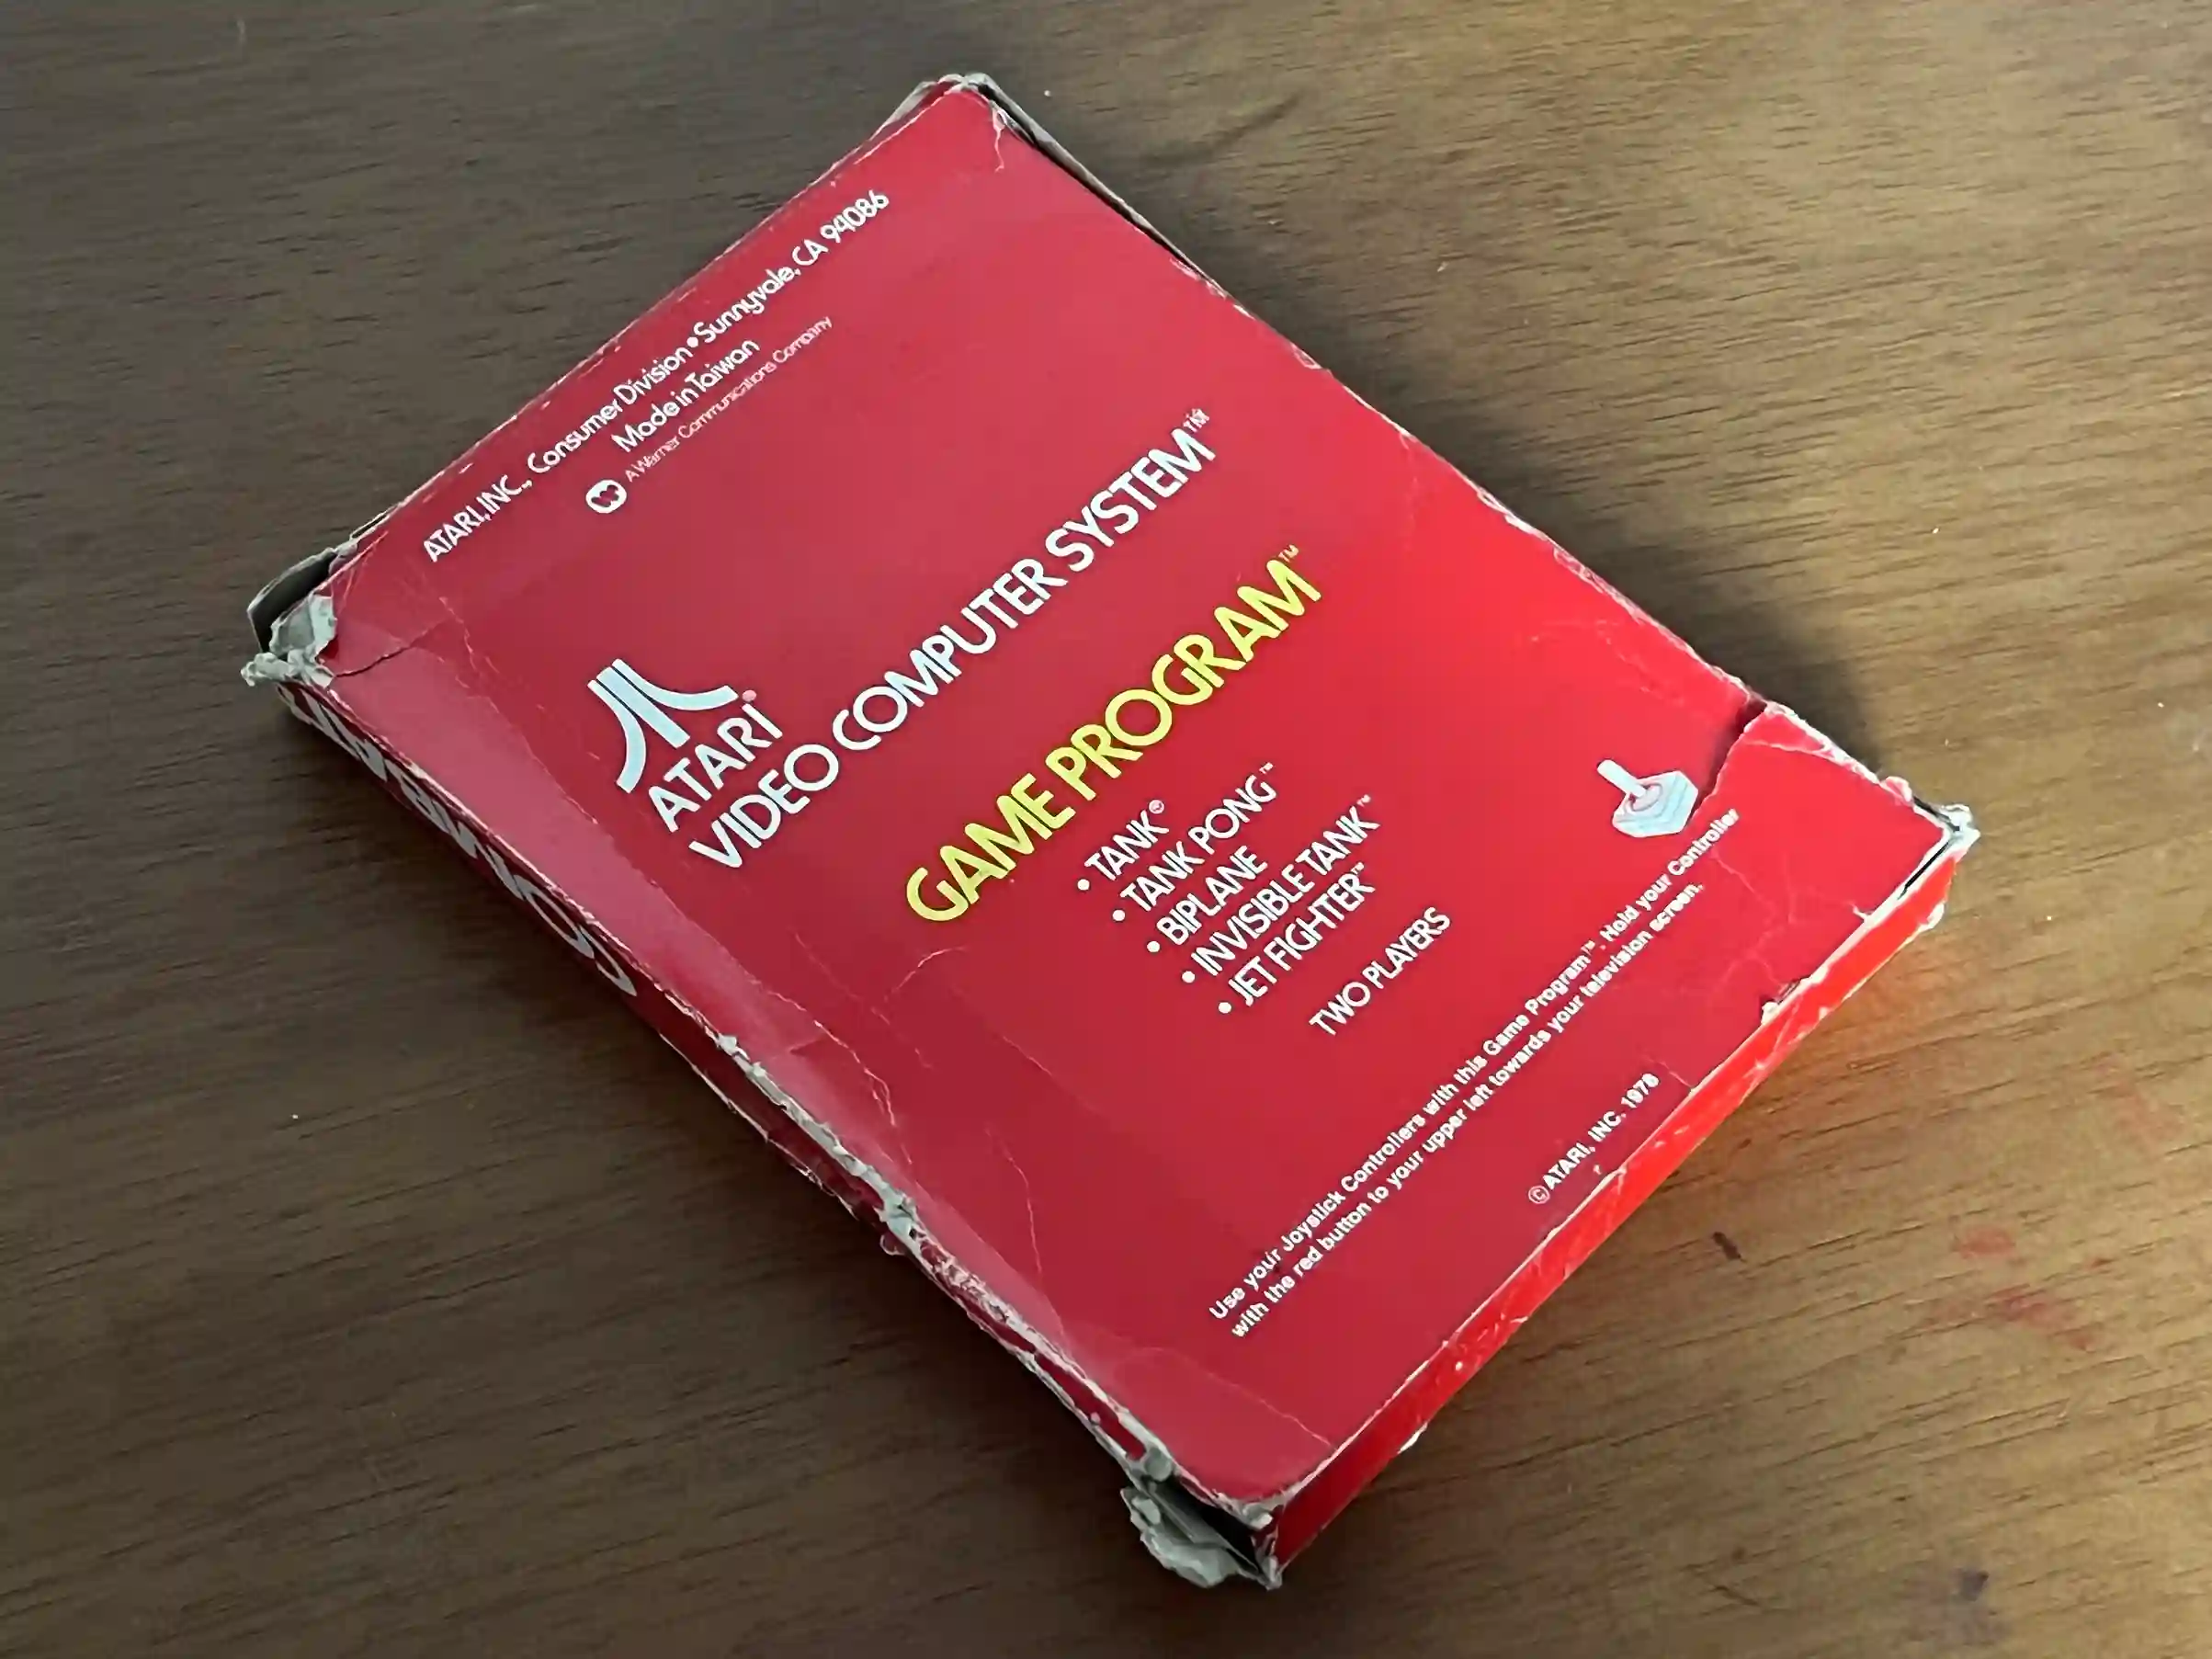 ATARI, INC., Consumer Division • Sunnyvale, CA 94086
Made in Taiwan
A Warner Communications Company
ATARI
VIDEO COMPUTER SYSTEM™
GAME PROGRAM™
• TANK®
• TANK PONG™
• BIPLANE
• INVISIBLE TANK™
• JET FIGHTER™
TWO PLAYERS
Use your Joystick Controllers with this Game Program™. Hold your Controller
with the red button to your upper left towards your television screen.
© ATARI, INC. 1978
COMBAT